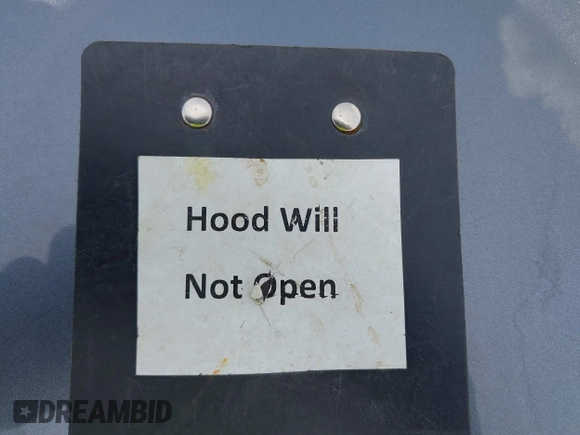 Hood Will
Not Open
DREAMBID